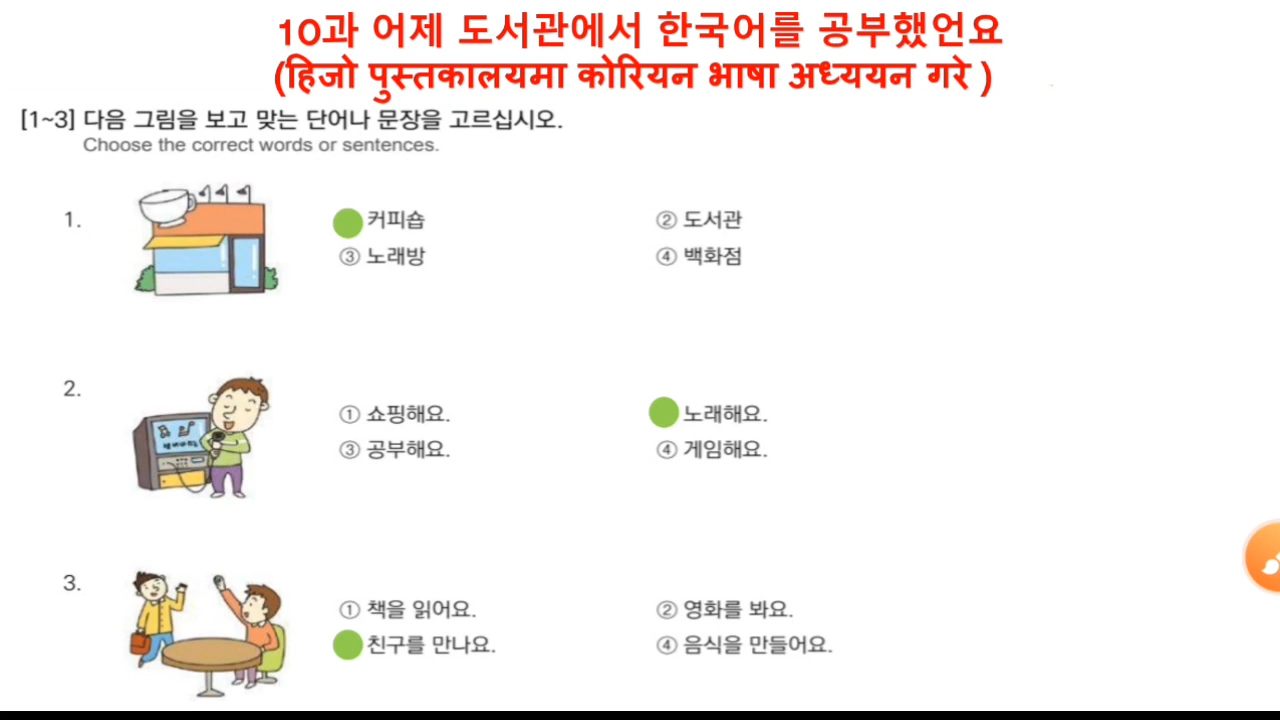 10과 어제 도서관에서 한국어를 공부했언요
(हिजो पुस्तकालयमा कोरियन भाषा अध्ययन गरे )
[1~3] 다음 그림을 보고 맞는 단어나 문장을 고르십시오.
Choose the correct words or sentences.
1.
커피숍 ② 도서관
③ 노래방 ④ 백화점
2.
① 쇼핑해요. 노래해요.
③ 공부해요. ④ 게임해요.
3.
① 책을 읽어요. ② 영화를 봐요.
친구를 만나요. ④ 음식을 만들어요.